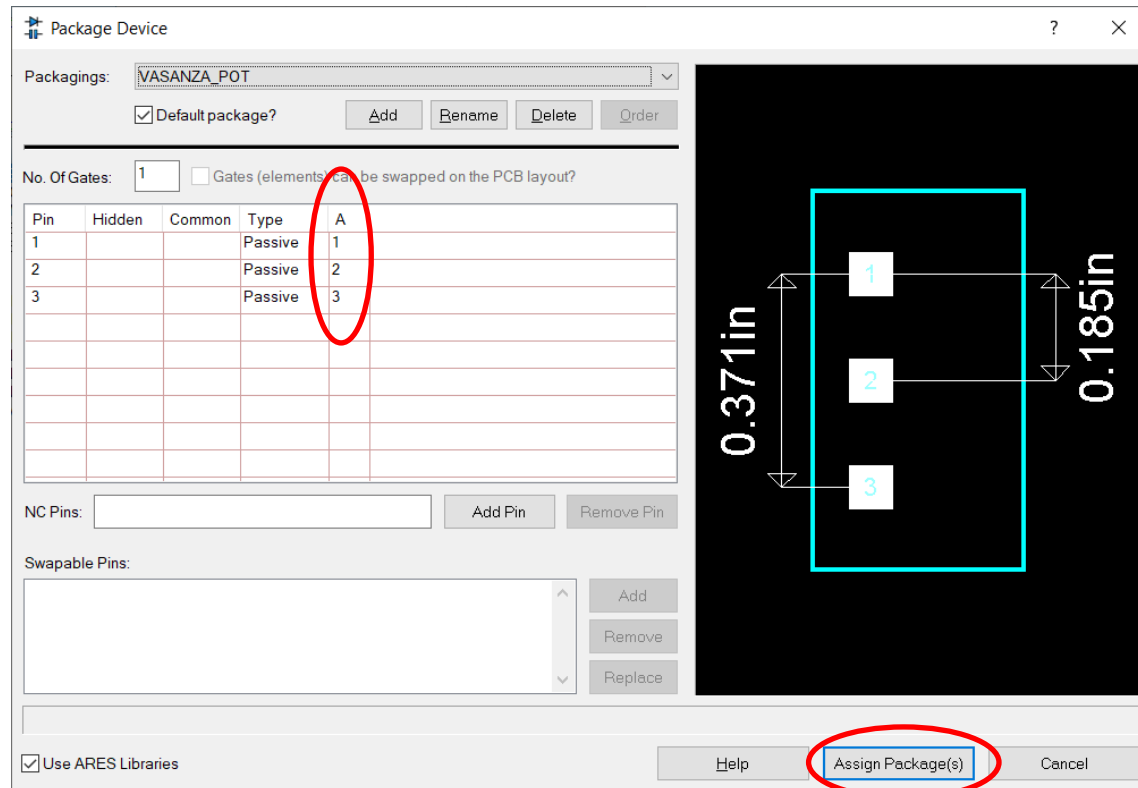 Package Device ?
Packagings: VASANZA_POT
Default package? Add Rename Delete Order
No. Of Gates: 1 Gates (elements) can be swapped on the PCB layout?
Pin Hidden Common Type A
1 Passive 1
2 Passive 2
3 Passive 3
NC Pins: Add Pin Remove Pin
Swapable Pins:
Add
Remove
Replace
Use ARES Libraries Help Assign Package(s) Cancel
1
2
3
0.371in
0.185in